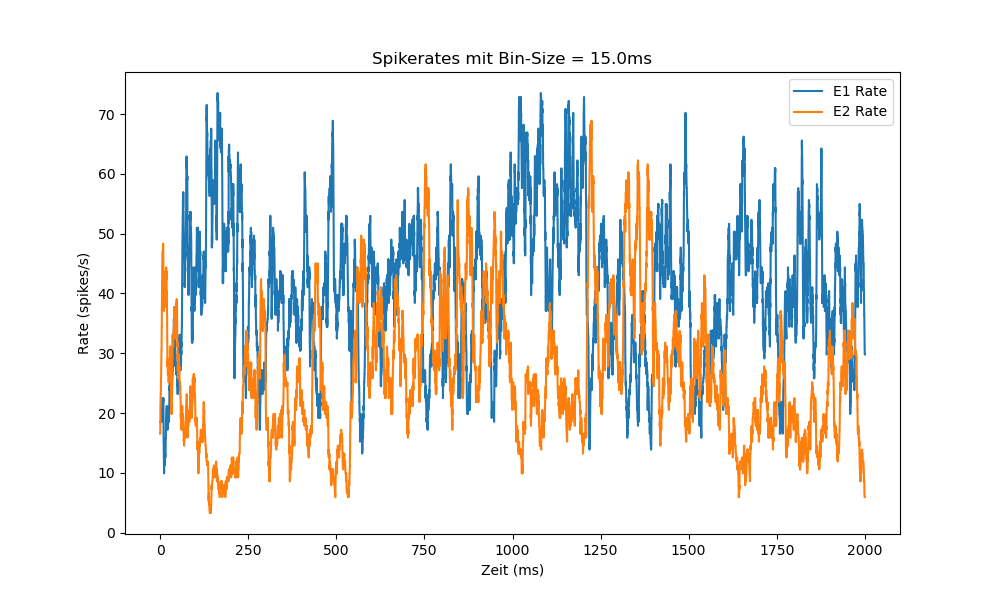 Spikerates mit Bin-Size = 15.0ms
E1 Rate
E2 Rate
Rate (spikes/s)
70
60
50
40
30
20
10
0
0 250 500 750 1000 1250 1500 1750 2000
Zeit (ms)